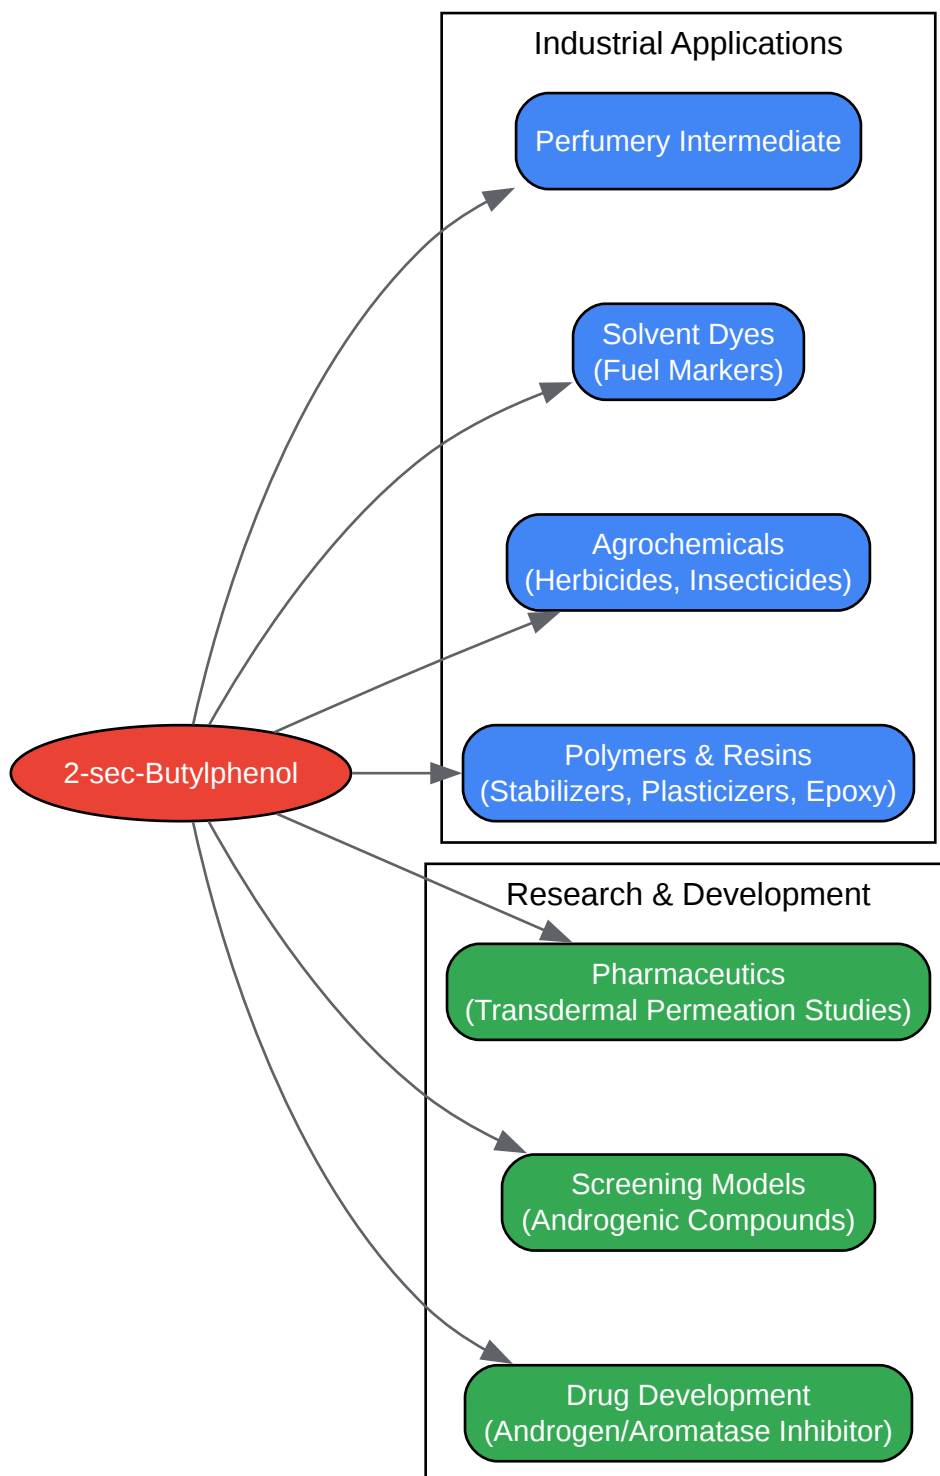 Industrial Applications
Perfumery Intermediate
Solvent Dyes
(Fuel Markers)
Agrochemicals
(Herbicides, Insecticides)
2-sec-Butylphenol
Polymers & Resins
(Stabilizers, Plasticizers, Epoxy)
Research & Development
Pharmaceutics
(Transdermal Permeation Studies)
Screening Models
(Androgenic Compounds)
Drug Development
(Androgen/Aromatase Inhibitor)